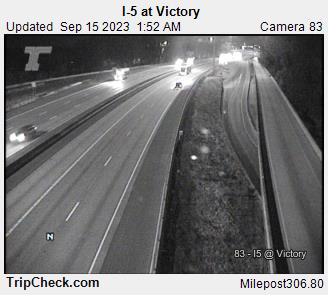 I-5 at Victory
Updated Sep 15 2023 1:52 AM Camera 83
T
N
83 - I5 @ Victory
TripCheck.com Milepost306.80